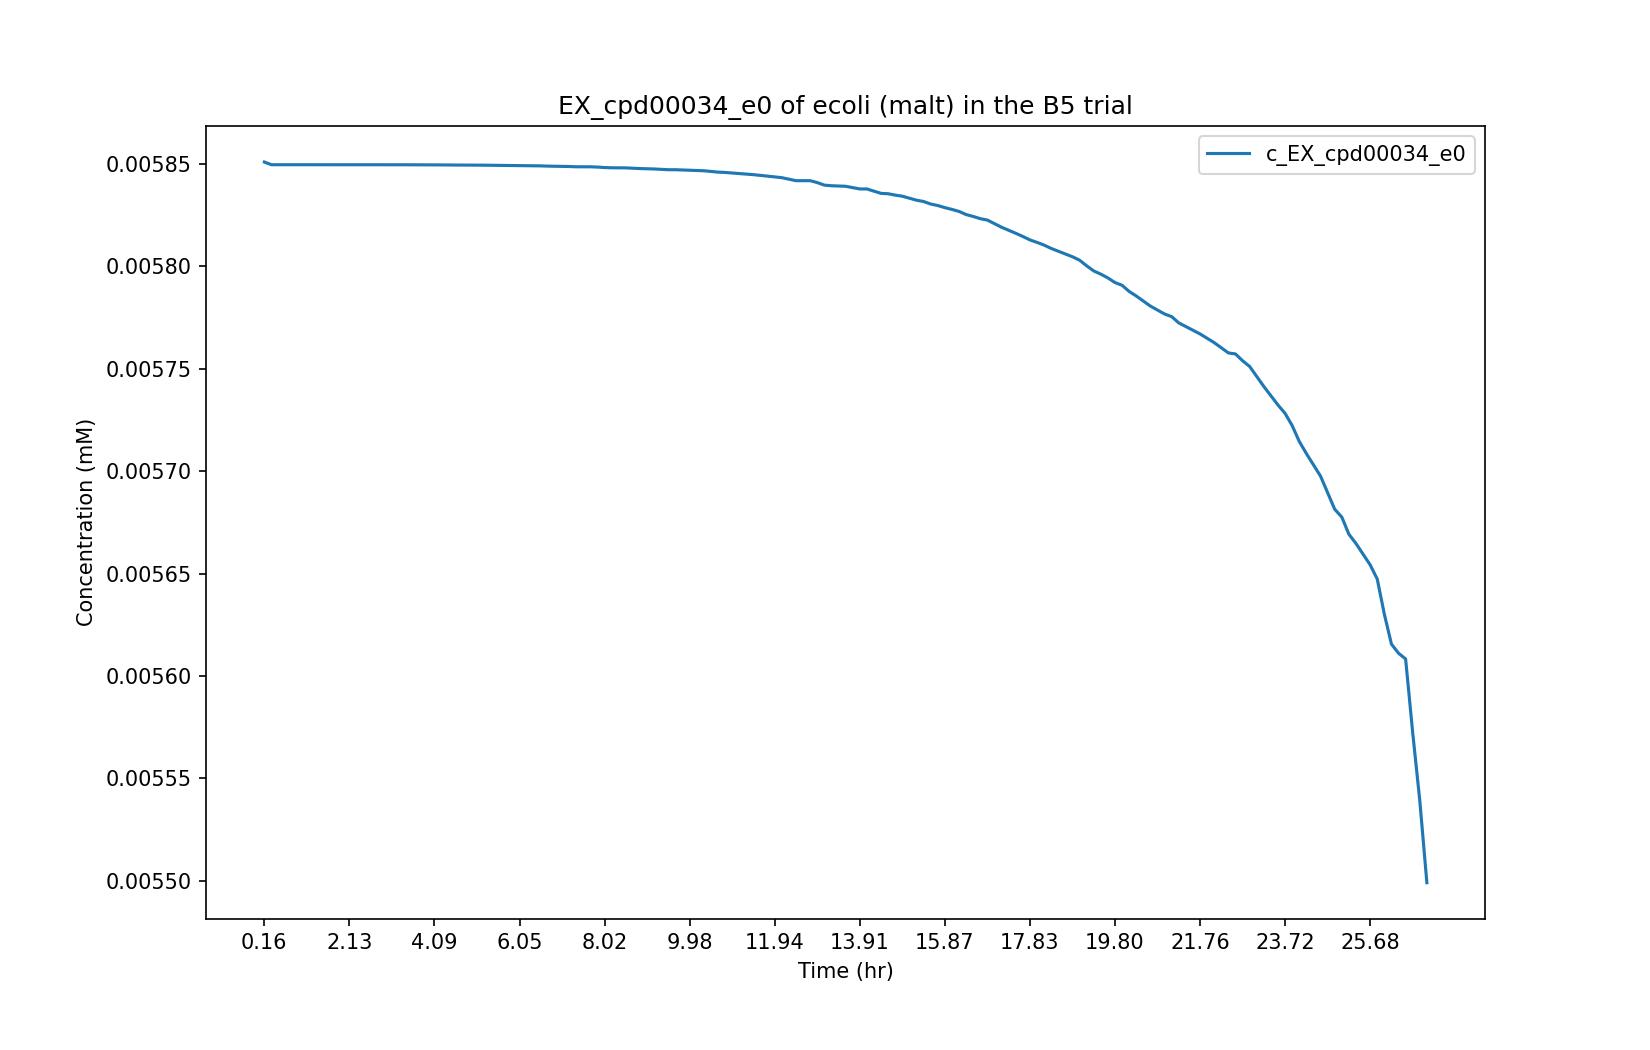 EX_cpd00034_e0 of ecoli (malt) in the B5 trial
c_EX_cpd00034_e0
Concentration (mM)
0.00585
0.00580
0.00575
0.00570
0.00565
0.00560
0.00555
0.00550
0.16 2.13 4.09 6.05 8.02 9.98 11.94 13.91 15.87 17.83 19.80 21.76 23.72 25.68
Time (hr)